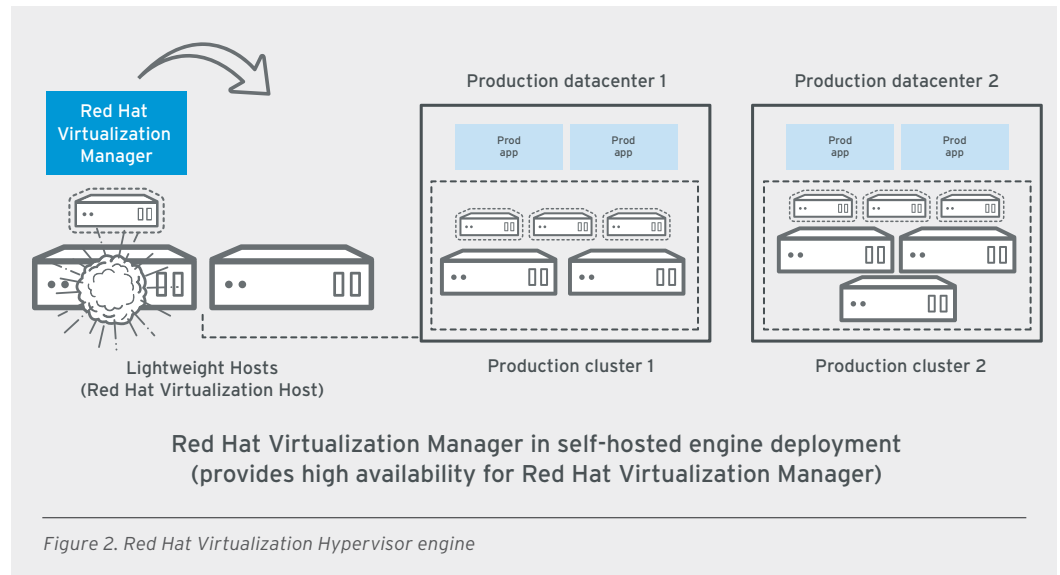 Red Hat
Virtualization
Manager
Lightweight Hosts
(Red Hat Virtualization Host)
Production datacenter 1
Prod
app
Prod
app
Production cluster 1
Production datacenter 2
Prod
app
Prod
app
Production cluster 2
Red Hat Virtualization Manager in self-hosted engine deployment
(provides high availability for Red Hat Virtualization Manager)
Figure 2. Red Hat Virtualization Hypervisor engine